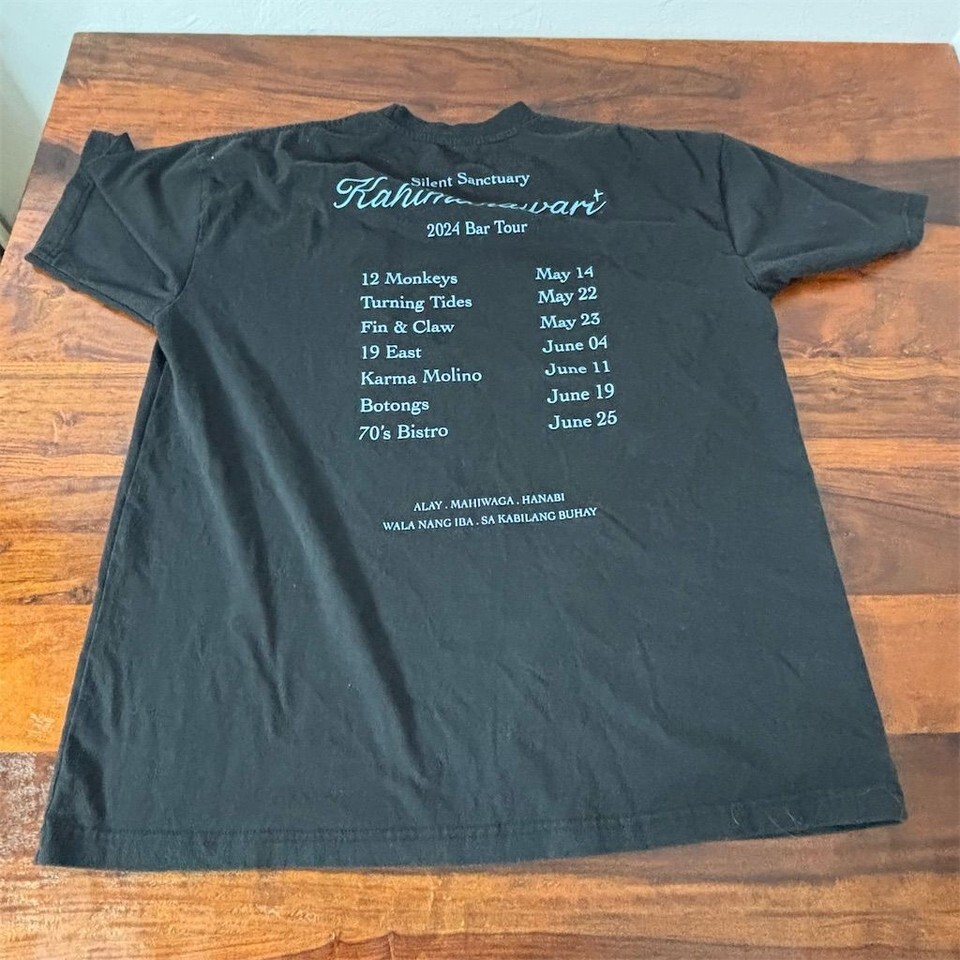 Silent Sanctuary
2024 Bar Tour
12 Monkeys May 14
Turning Tides May 22
Fin & Claw May 23
19 East June 04
Karma Molino June 11
Botongs June 19
70's Bistro June 25
ALAY . MAHIWAGA . HANABI
WALA NANG IBA . SA KABILANG BUHAY